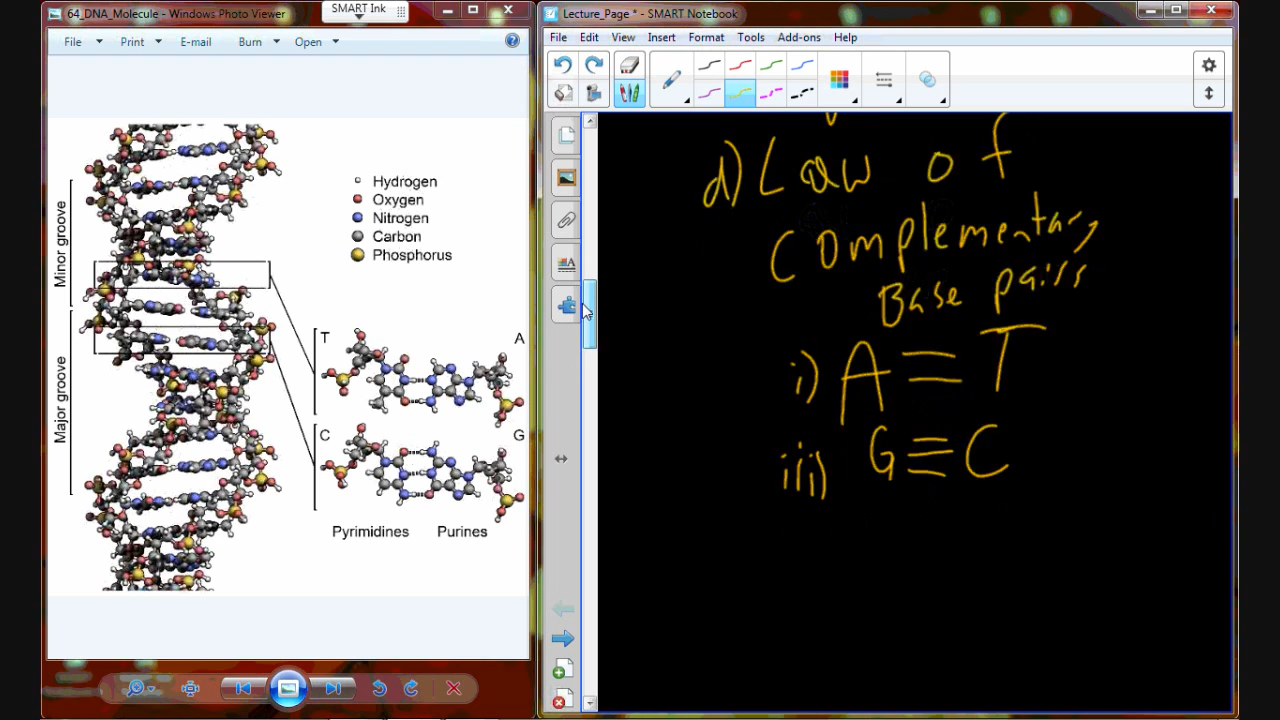 64_DNA_Molecule - Windows Photo Viewer
SMART Ink
File Print E-mail Burn Open
Hydrogen
Oxygen
Nitrogen
Carbon
Phosphorus
Minor groove
Major groove
T A
C G
Pyrimidines Purines
Lecture_Page * - SMART Notebook
File Edit View Insert Format Tools Add-ons Help
d) Law of
Complementary
Base pairs
i) A = T
iii) G ≡ C